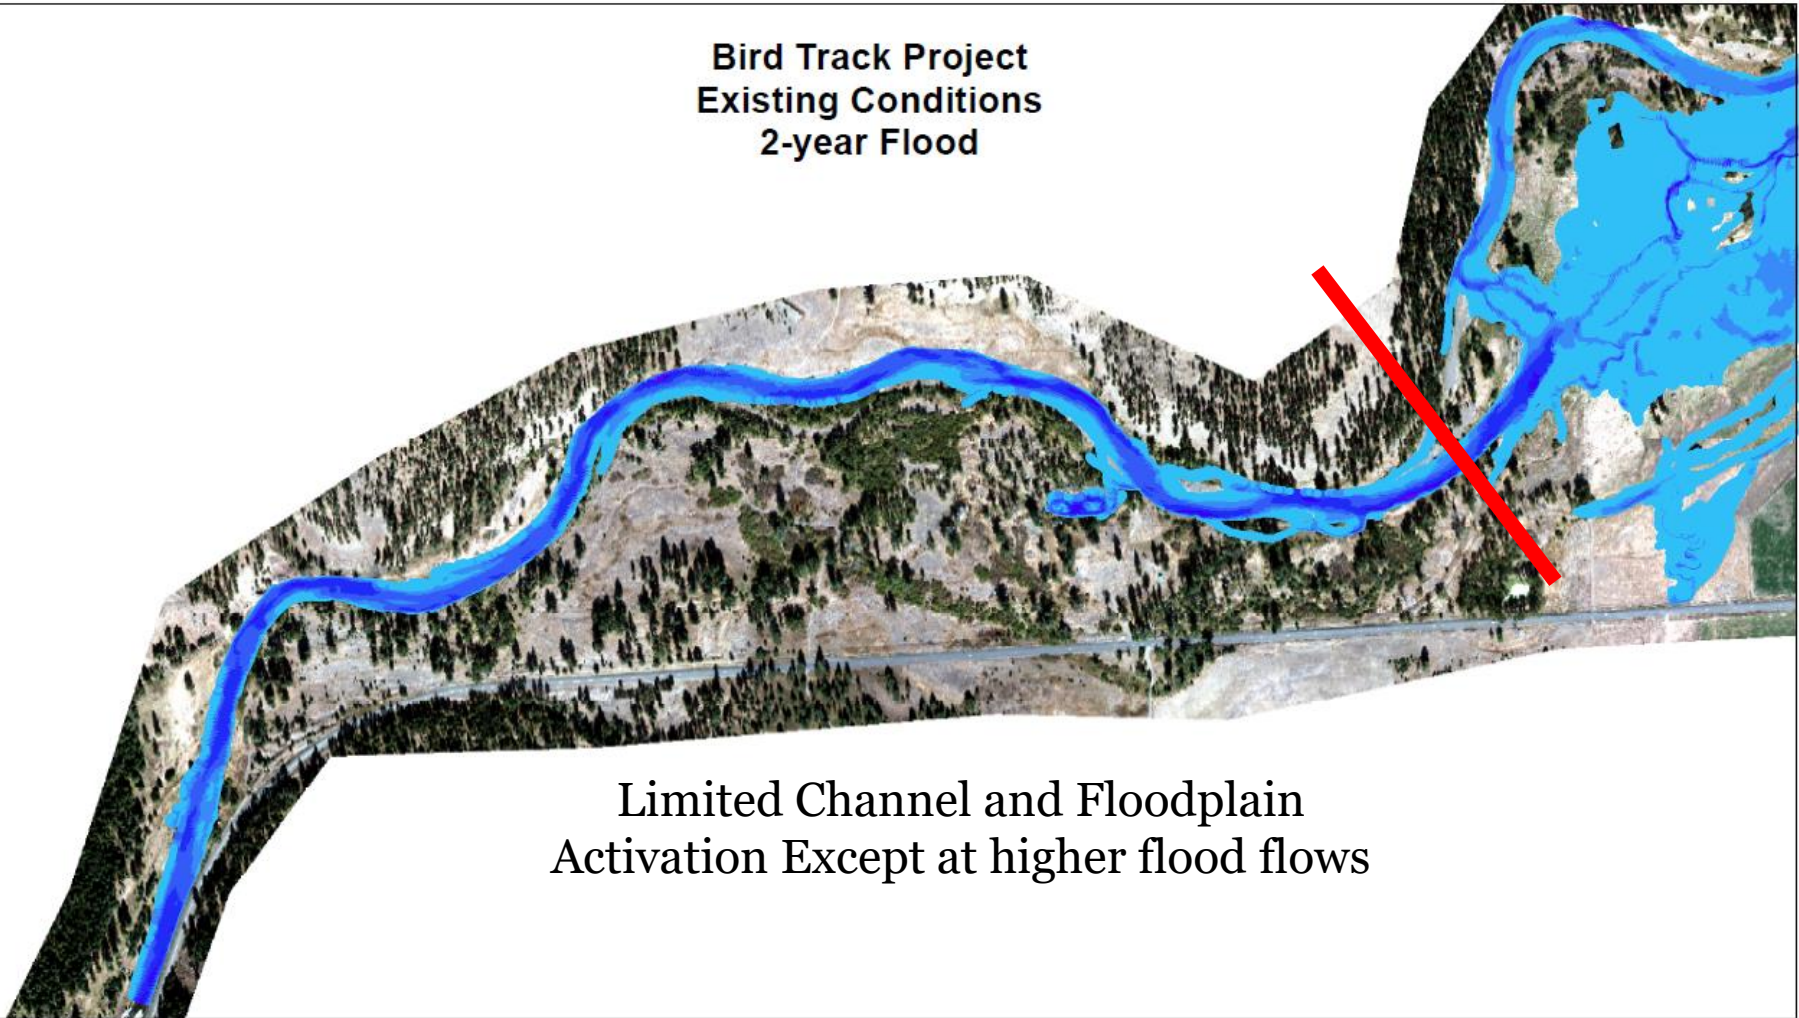 Bird Track Project
Existing Conditions
2-year Flood
Limited Channel and Floodplain
Activation Except at higher flood flows